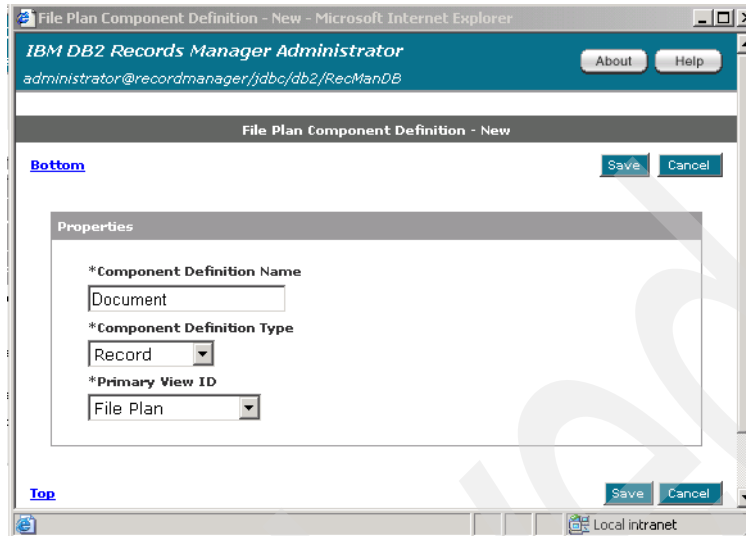 File Plan Component Definition - New - Microsoft Internet Explorer
IBM DB2 Records Manager Administrator
About Help
administrator@recordmanager/jdbc/db2/RecManDB
File Plan Component Definition - New
Bottom
Save Cancel
Properties
*Component Definition Name
Document
*Component Definition Type
Record
*Primary View ID
File Plan
Top
Save Cancel
Local intranet